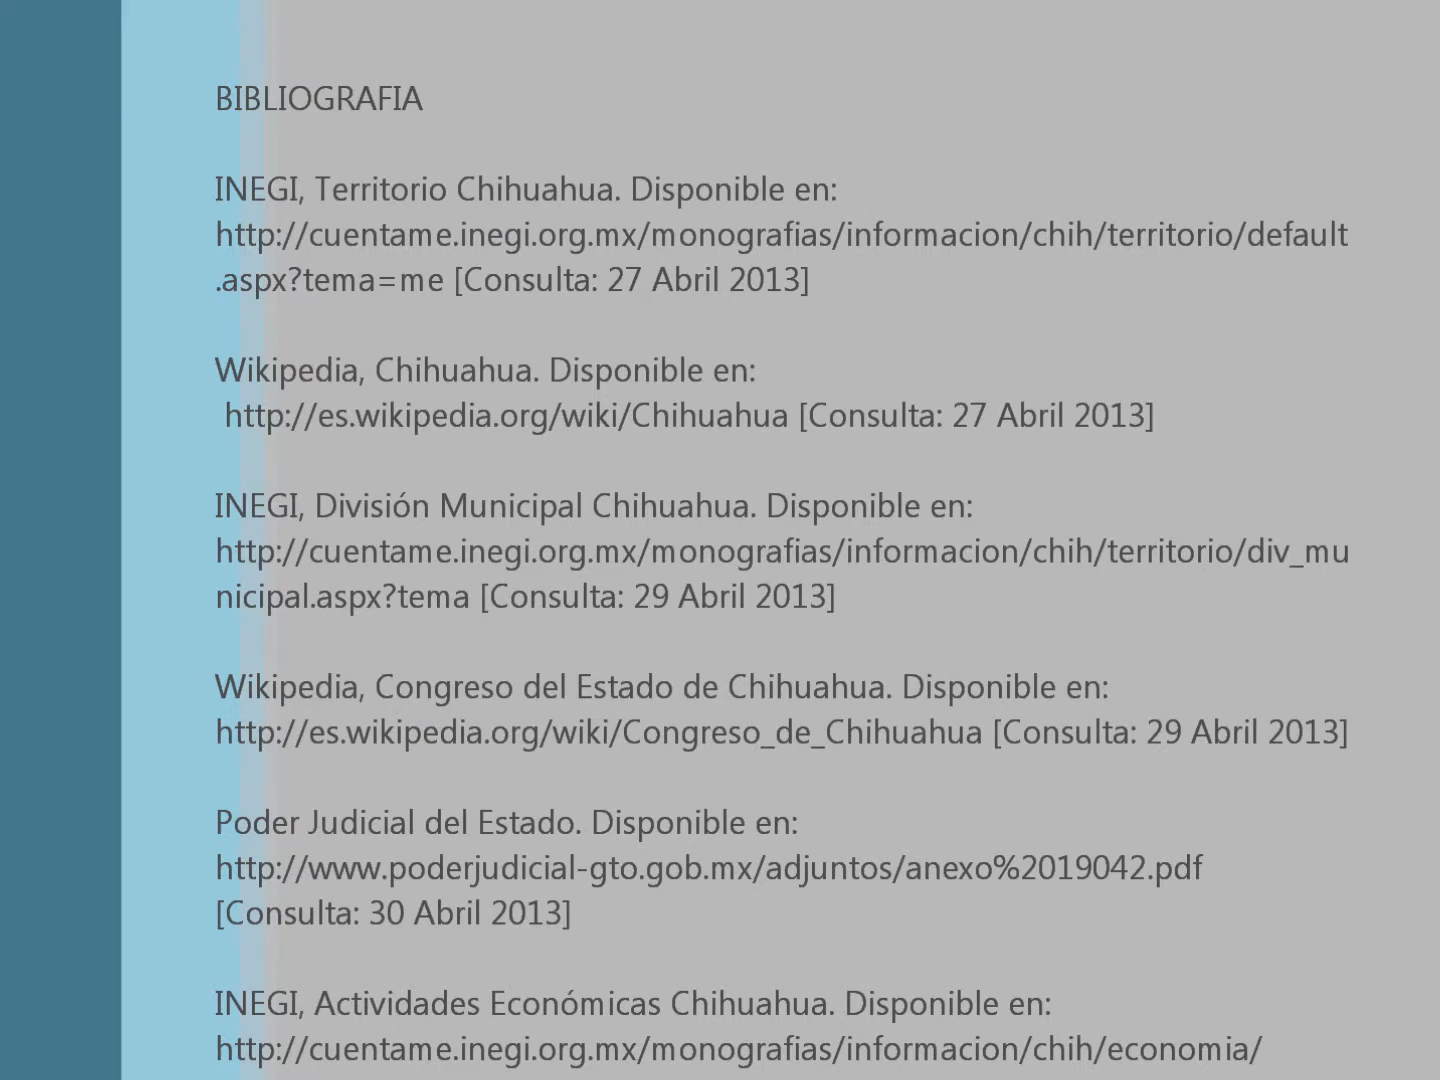 BIBLIOGRAFIA
INEGI, Territorio Chihuahua. Disponible en:
http://cuentame.inegi.org.mx/monografias/informacion/chih/territorio/default
.aspx?tema=me [Consulta: 27 Abril 2013]
Wikipedia, Chihuahua. Disponible en:
http://es.wikipedia.org/wiki/Chihuahua [Consulta: 27 Abril 2013]
INEGI, División Municipal Chihuahua. Disponible en:
http://cuentame.inegi.org.mx/monografias/informacion/chih/territorio/div_mu
nicipal.aspx?tema [Consulta: 29 Abril 2013]
Wikipedia, Congreso del Estado de Chihuahua. Disponible en:
http://es.wikipedia.org/wiki/Congreso_de_Chihuahua [Consulta: 29 Abril 2013]
Poder Judicial del Estado. Disponible en:
http://www.poderjudicial-gto.gob.mx/adjuntos/anexo%2019042.pdf
[Consulta: 30 Abril 2013]
INEGI, Actividades Económicas Chihuahua. Disponible en:
http://cuentame.inegi.org.mx/monografias/informacion/chih/economia/